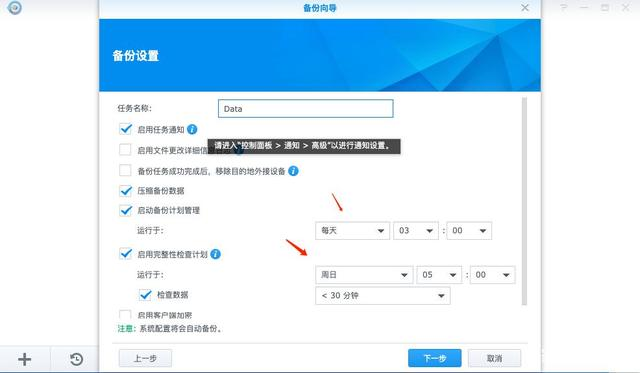 备份向导
备份设置
任务名称: Data
启用任务通知
请进入"控制面板 > 通知 > 高级"以进行通知设置。
启用文件更改详细信
备份任务成功完成后，移除目的地外接设备
压缩备份数据
启动备份计划管理
运行于: 每天 03 : 00
启用完整性检查计划
运行于: 周日 05 : 00
检查数据 < 30 分钟
启用客户端加密
注意: 系统配置将会自动备份。
上一步 下一步 取消